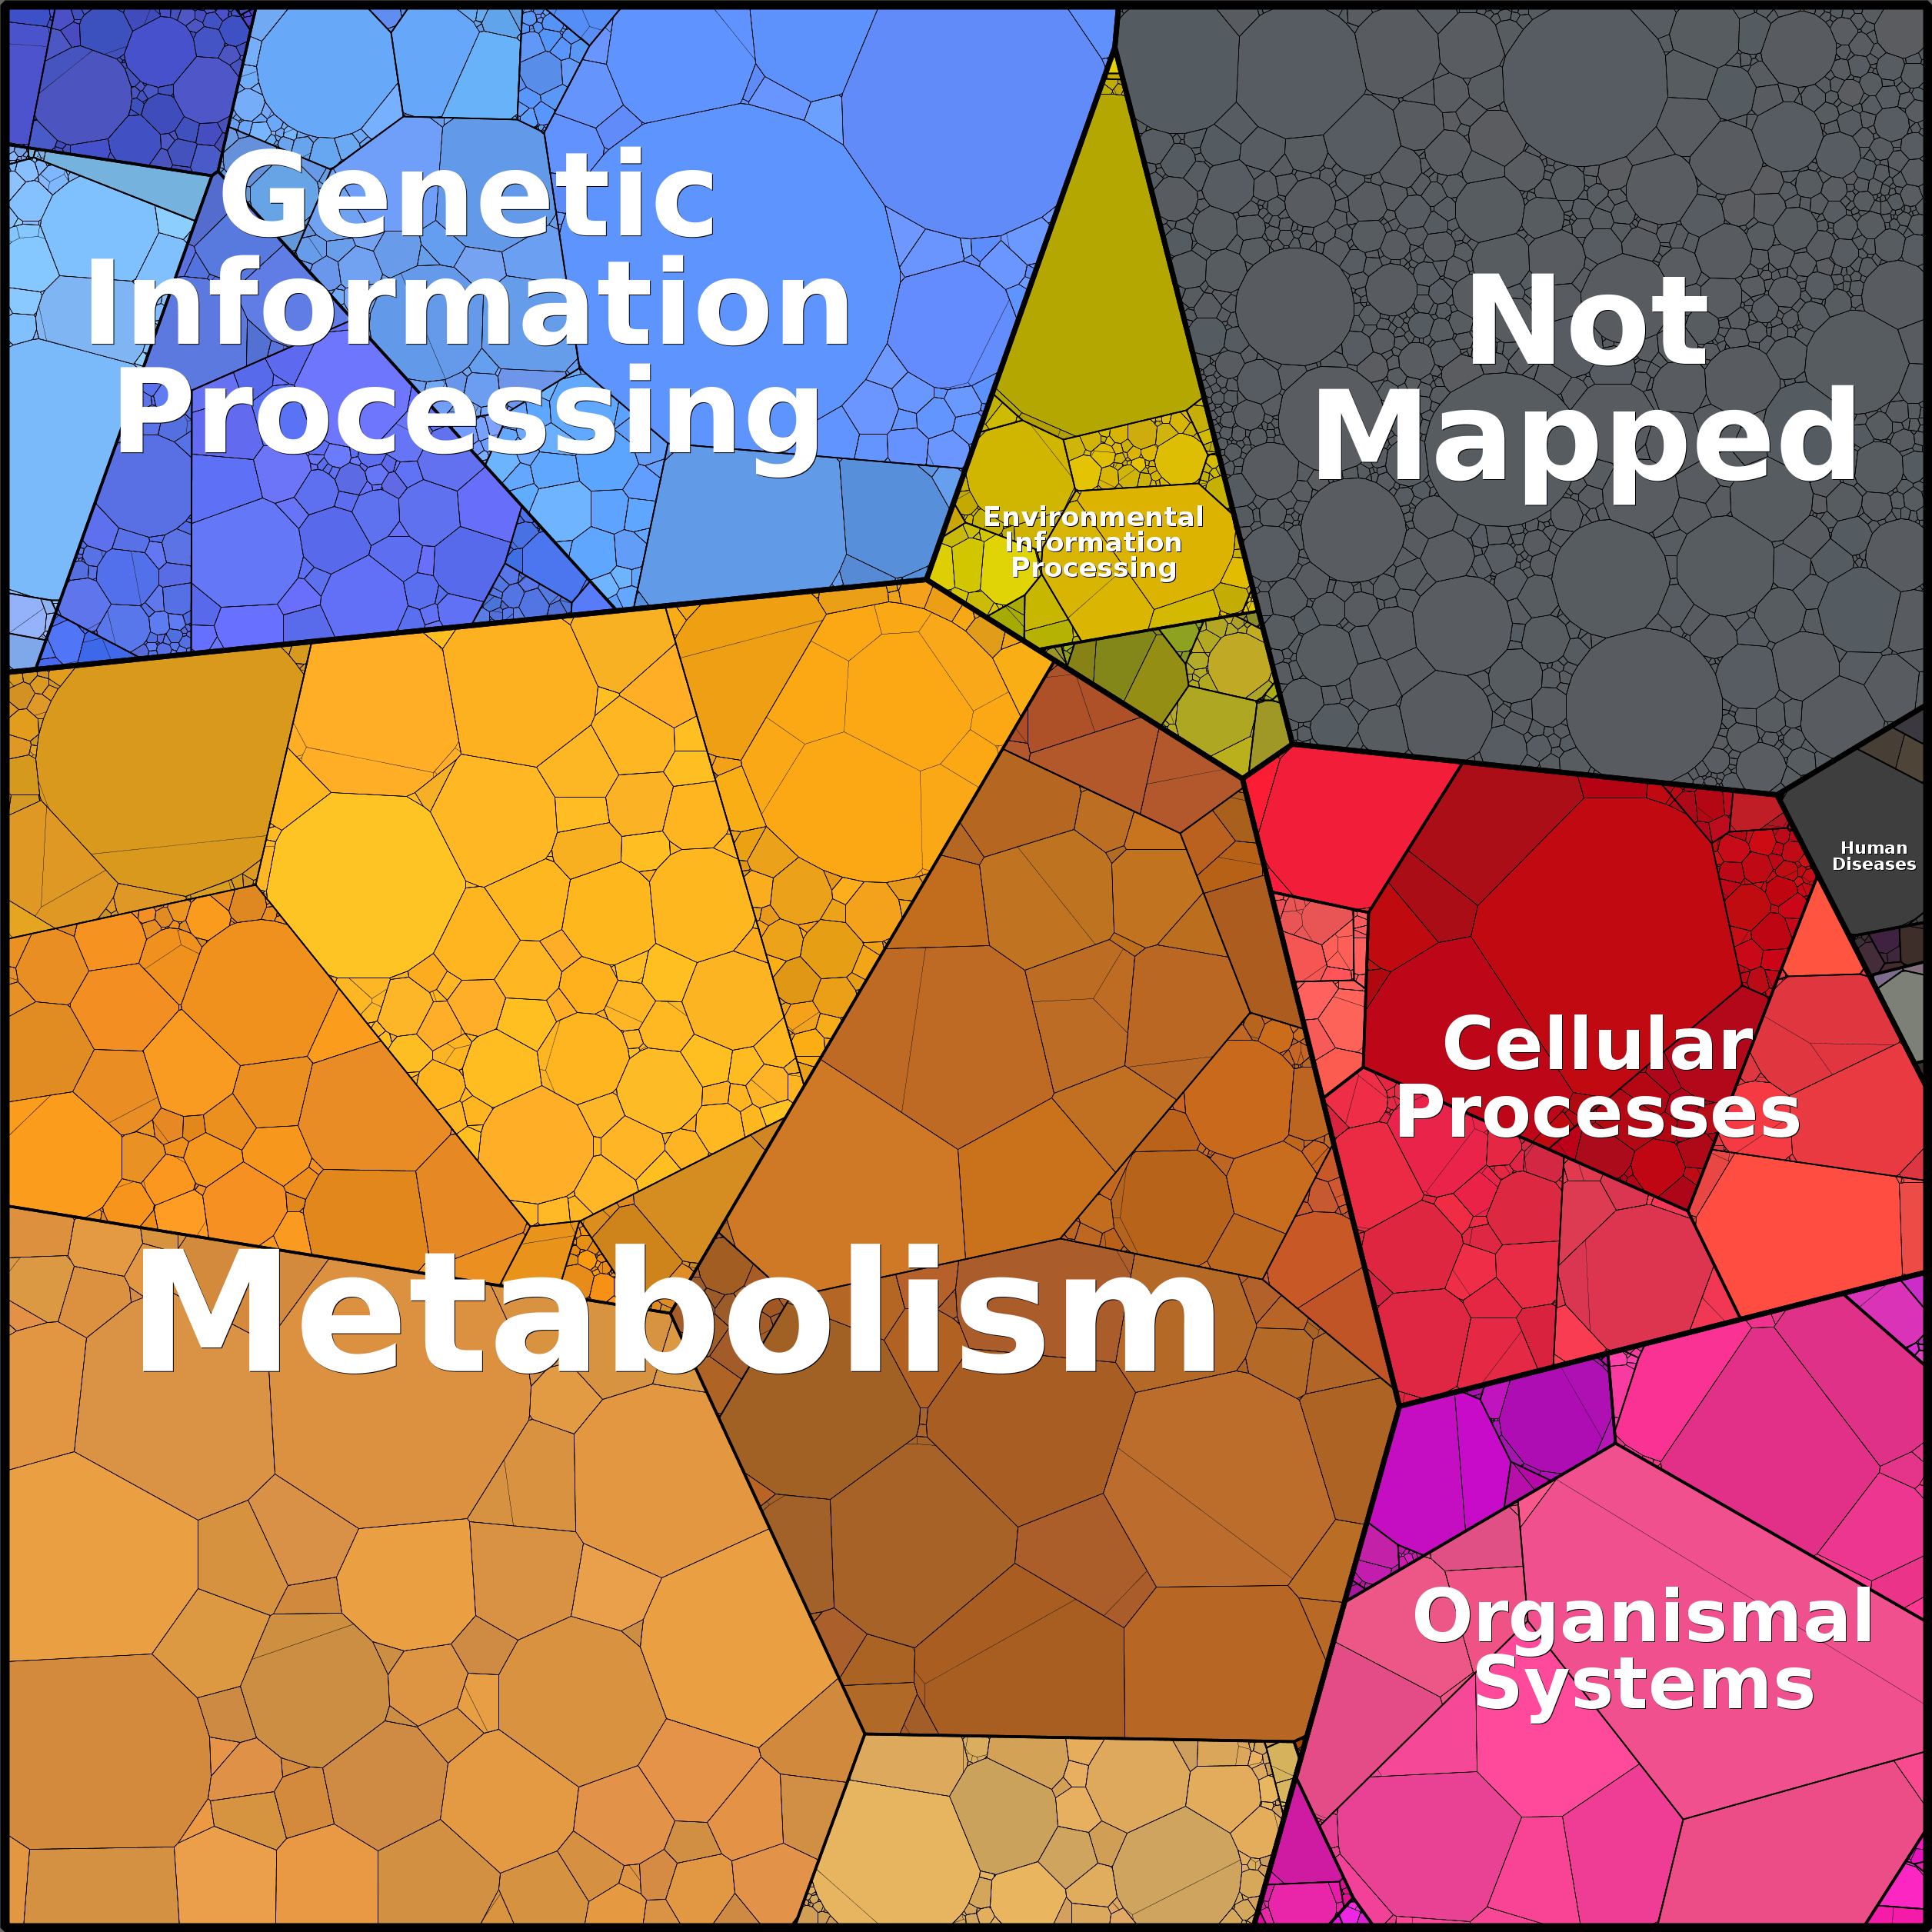 Genetic
Information
Processing
Not
Mapped
Environmental
Information
Processing
Human
Diseases
Cellular
Processes
Metabolism
Organismal
Systems